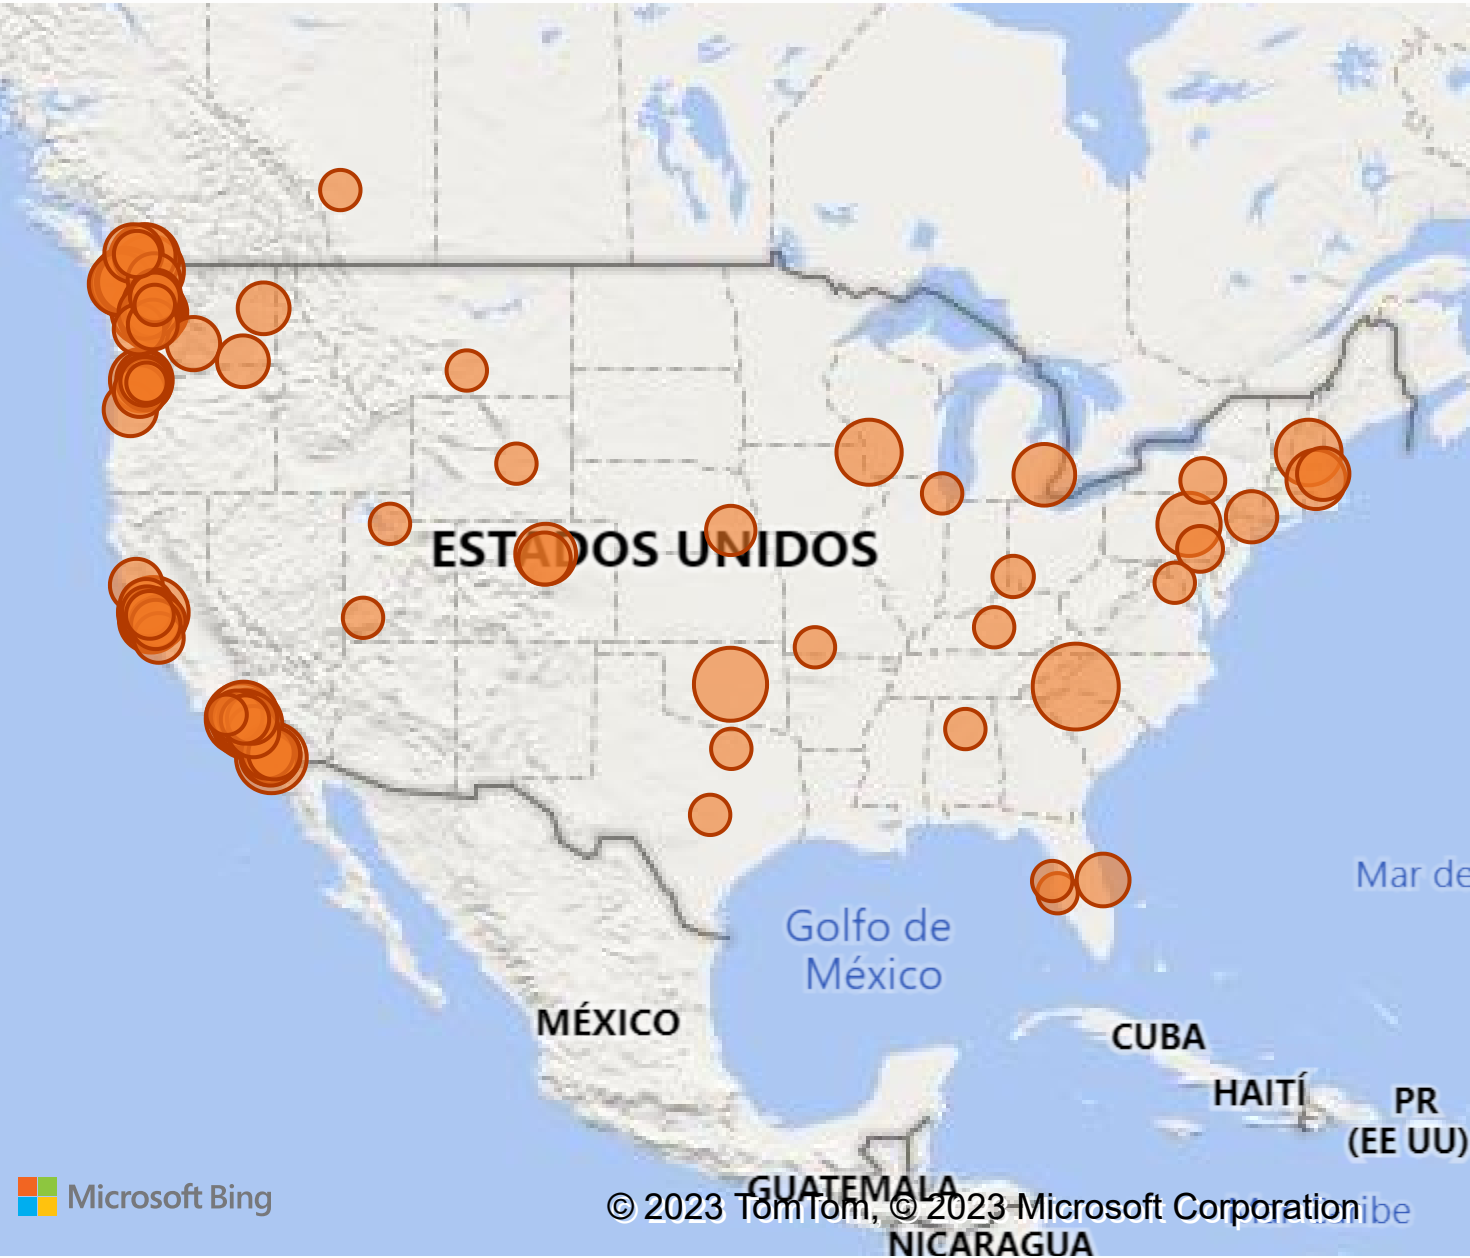 ESTADOS UNIDOS
Mar de
Golfo de
México
MÉXICO
CUBA
HAITÍ
PR
(EE UU)
GUATEMALA
Microsoft Bing
© 2023 TomTom, © 2023 Microsoft Corporation
NICARAGUA